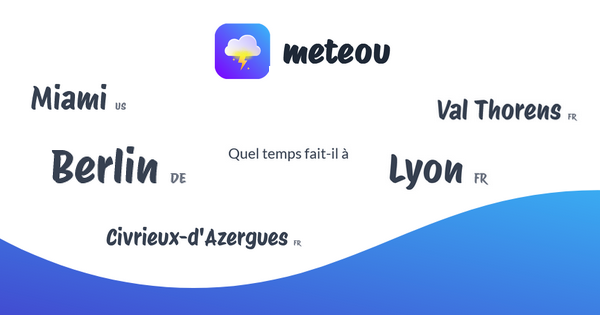 meteou
Miami US
Val Thorens FR
Quel temps fait-il à
Berlin DE
Lyon FR
Civrieux-d'Azergues FR